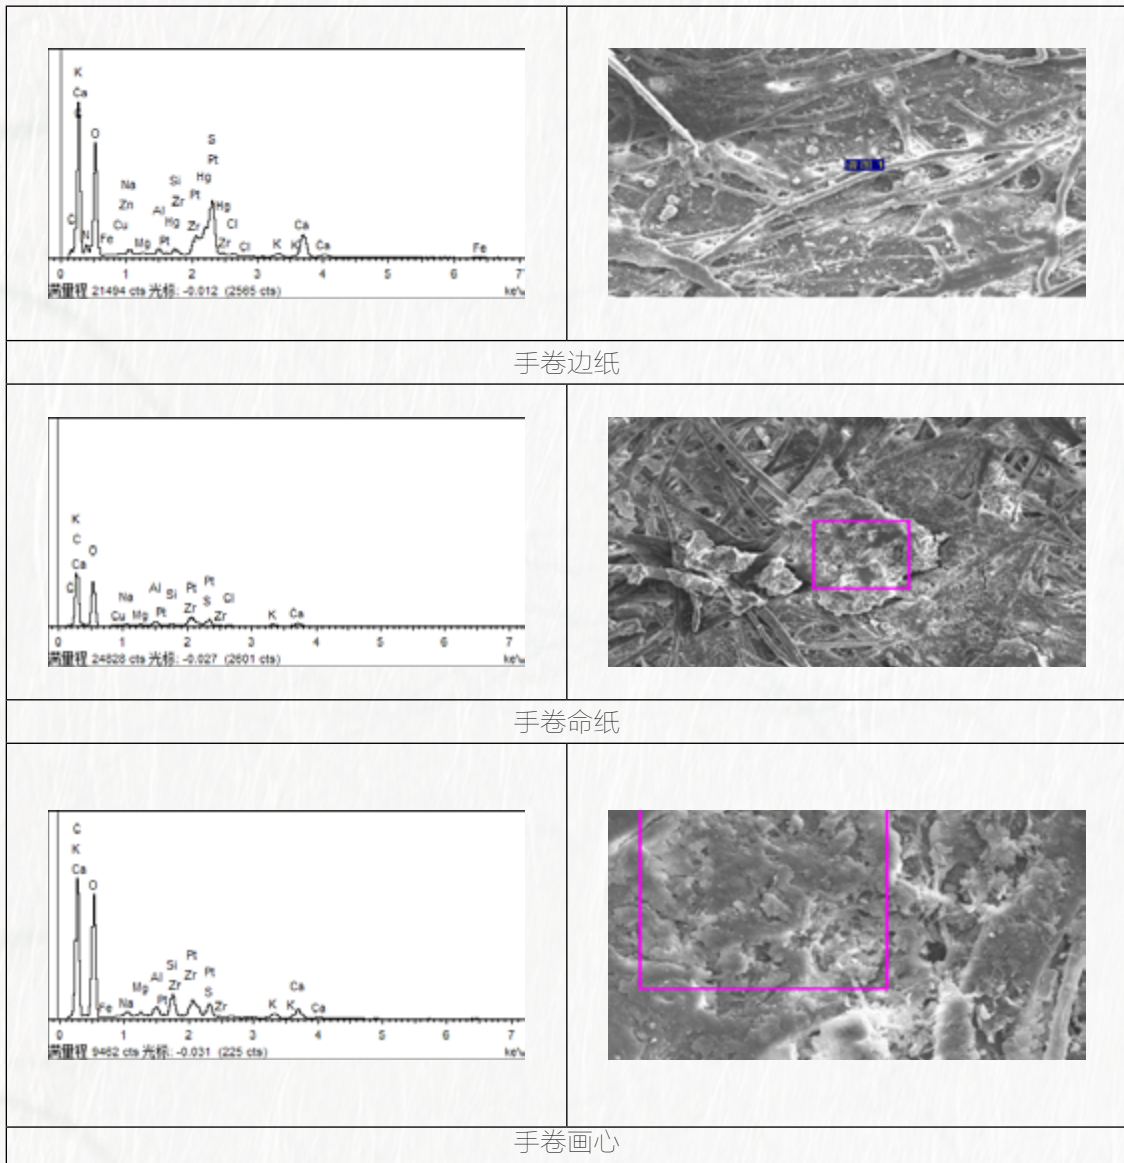 K
Ca
C
O
S
Pt
Hg
Na
Zn
Cu
Si
Zr
Al
Hg
Pt
Hg
Cl
C
N
Fe
Mg
Pt
Zr
Zr
Cl
K
K
Ca
Ca
Fe
0 1 2 3 4 5 6 7
满量程 21494 cts 光标: -0.012 (2565 cts) keV
谱图 1
手卷边纸
K
C
Ca
O
C
Na
Cu
Mg
Al
Pt
Si
Pt
Zr
Pt
S
Cl
Zr
K
Ca
0 1 2 3 4 5 6 7
满量程 24828 cts 光标: -0.027 (2601 cts) keV
手卷命纸
C
K
Ca
O
Fe
Na
Mg
Al
Pt
Si
Zr
Pt
Zr
Pt
S
Zr
K
K
Ca
Ca
0 1 2 3 4 5 6 7
满量程 9462 cts 光标: -0.031 (225 cts) keV
手卷画心